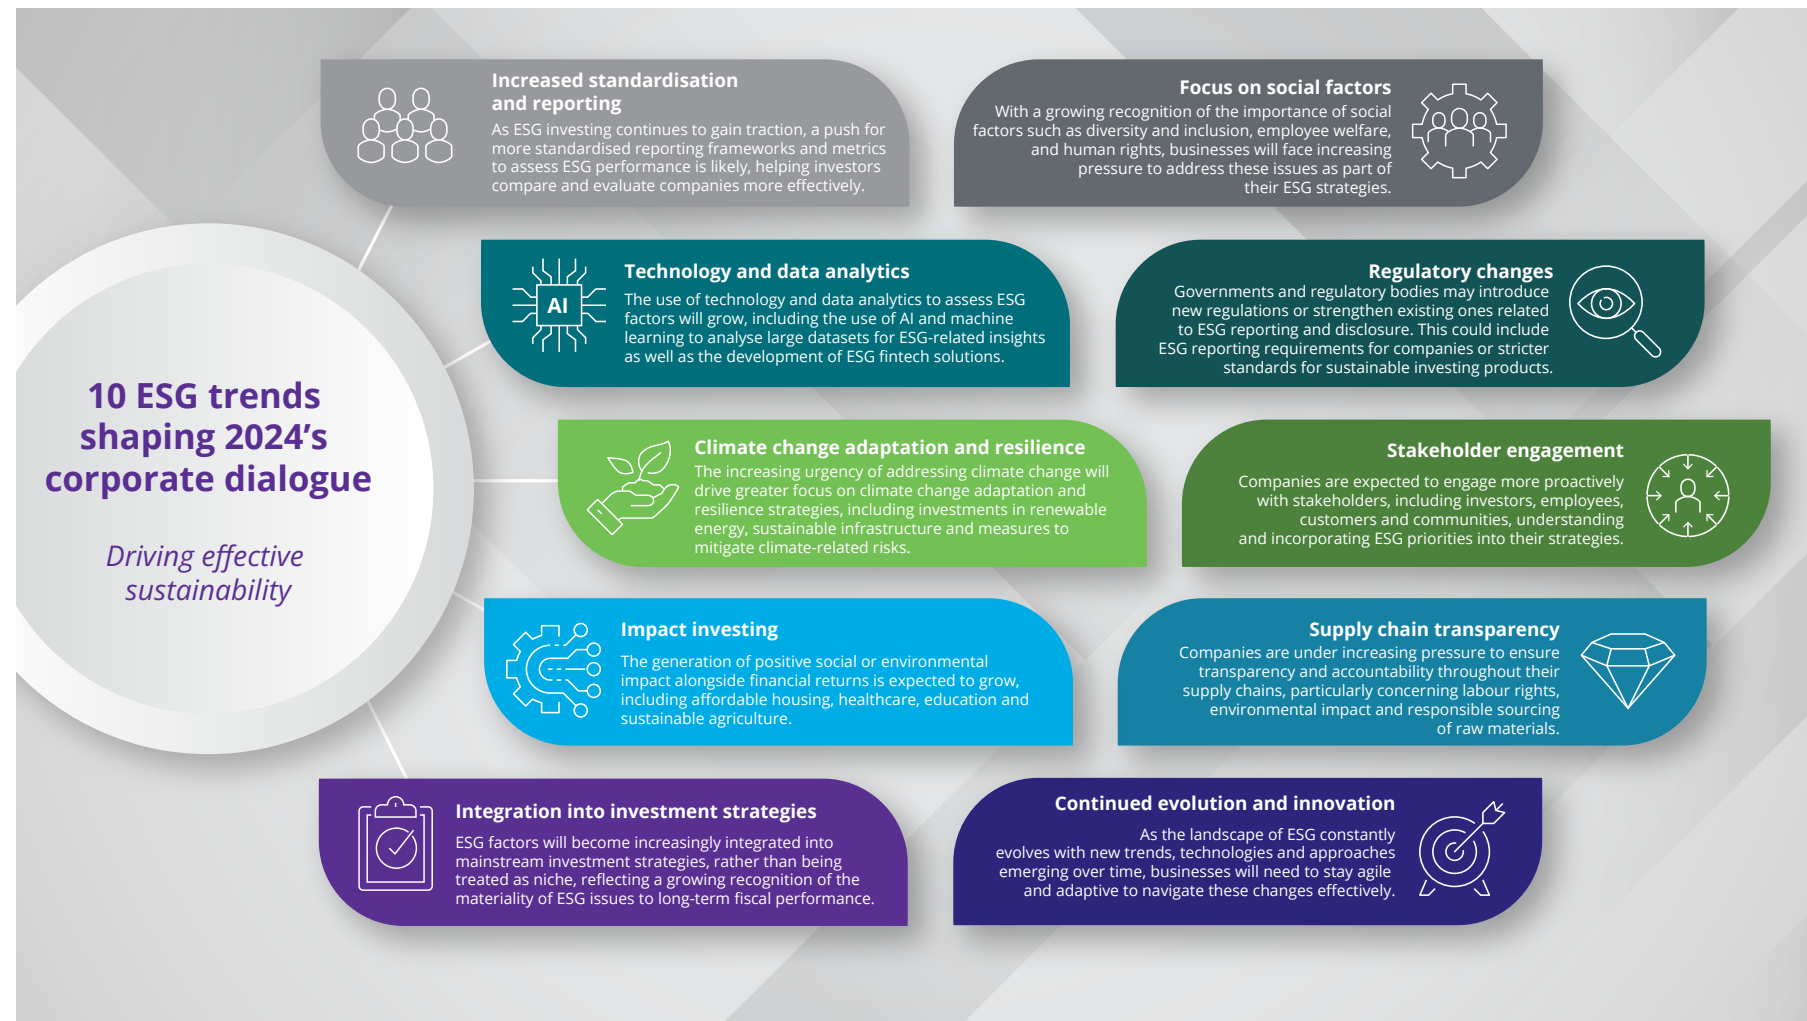 10 ESG trends
shaping 2024’s
corporate dialogue
Driving effective
sustainability
Increased standardisation
and reporting
As ESG investing continues to gain traction, a push for
more standardised reporting frameworks and metrics
to assess ESG performance is likely, helping investors
compare and evaluate companies more effectively.
Focus on social factors
With a growing recognition of the importance of social
factors such as diversity and inclusion, employee welfare,
and human rights, businesses will face increasing
pressure to address these issues as part of
their ESG strategies.
AI
Technology and data analytics
The use of technology and data analytics to assess ESG
factors will grow, including the use of AI and machine
learning to analyse large datasets for ESG-related insights
as well as the development of ESG fintech solutions.
Regulatory changes
Governments and regulatory bodies may introduce
new regulations or strengthen existing ones related
to ESG reporting and disclosure. This could include
ESG reporting requirements for companies or stricter
standards for sustainable investing products.
Climate change adaptation and resilience
The increasing urgency of addressing climate change will
drive greater focus on climate change adaptation and
resilience strategies, including investments in renewable
energy, sustainable infrastructure and measures to
mitigate climate-related risks.
Stakeholder engagement
Companies are expected to engage more proactively
with stakeholders, including investors, employees,
customers and communities, understanding
and incorporating ESG priorities into their strategies.
Impact investing
The generation of positive social or environmental
impact alongside financial returns is expected to grow,
including affordable housing, healthcare, education and
sustainable agriculture.
Supply chain transparency
Companies are under increasing pressure to ensure
transparency and accountability throughout their
supply chains, particularly concerning labour rights,
environmental impact and responsible sourcing
of raw materials.
Integration into investment strategies
ESG factors will become increasingly integrated into
mainstream investment strategies, rather than being
treated as niche, reflecting a growing recognition of the
materiality of ESG issues to long-term fiscal performance.
Continued evolution and innovation
As the landscape of ESG constantly
evolves with new trends, technologies and approaches
emerging over time, businesses will need to stay agile
and adaptive to navigate these changes effectively.